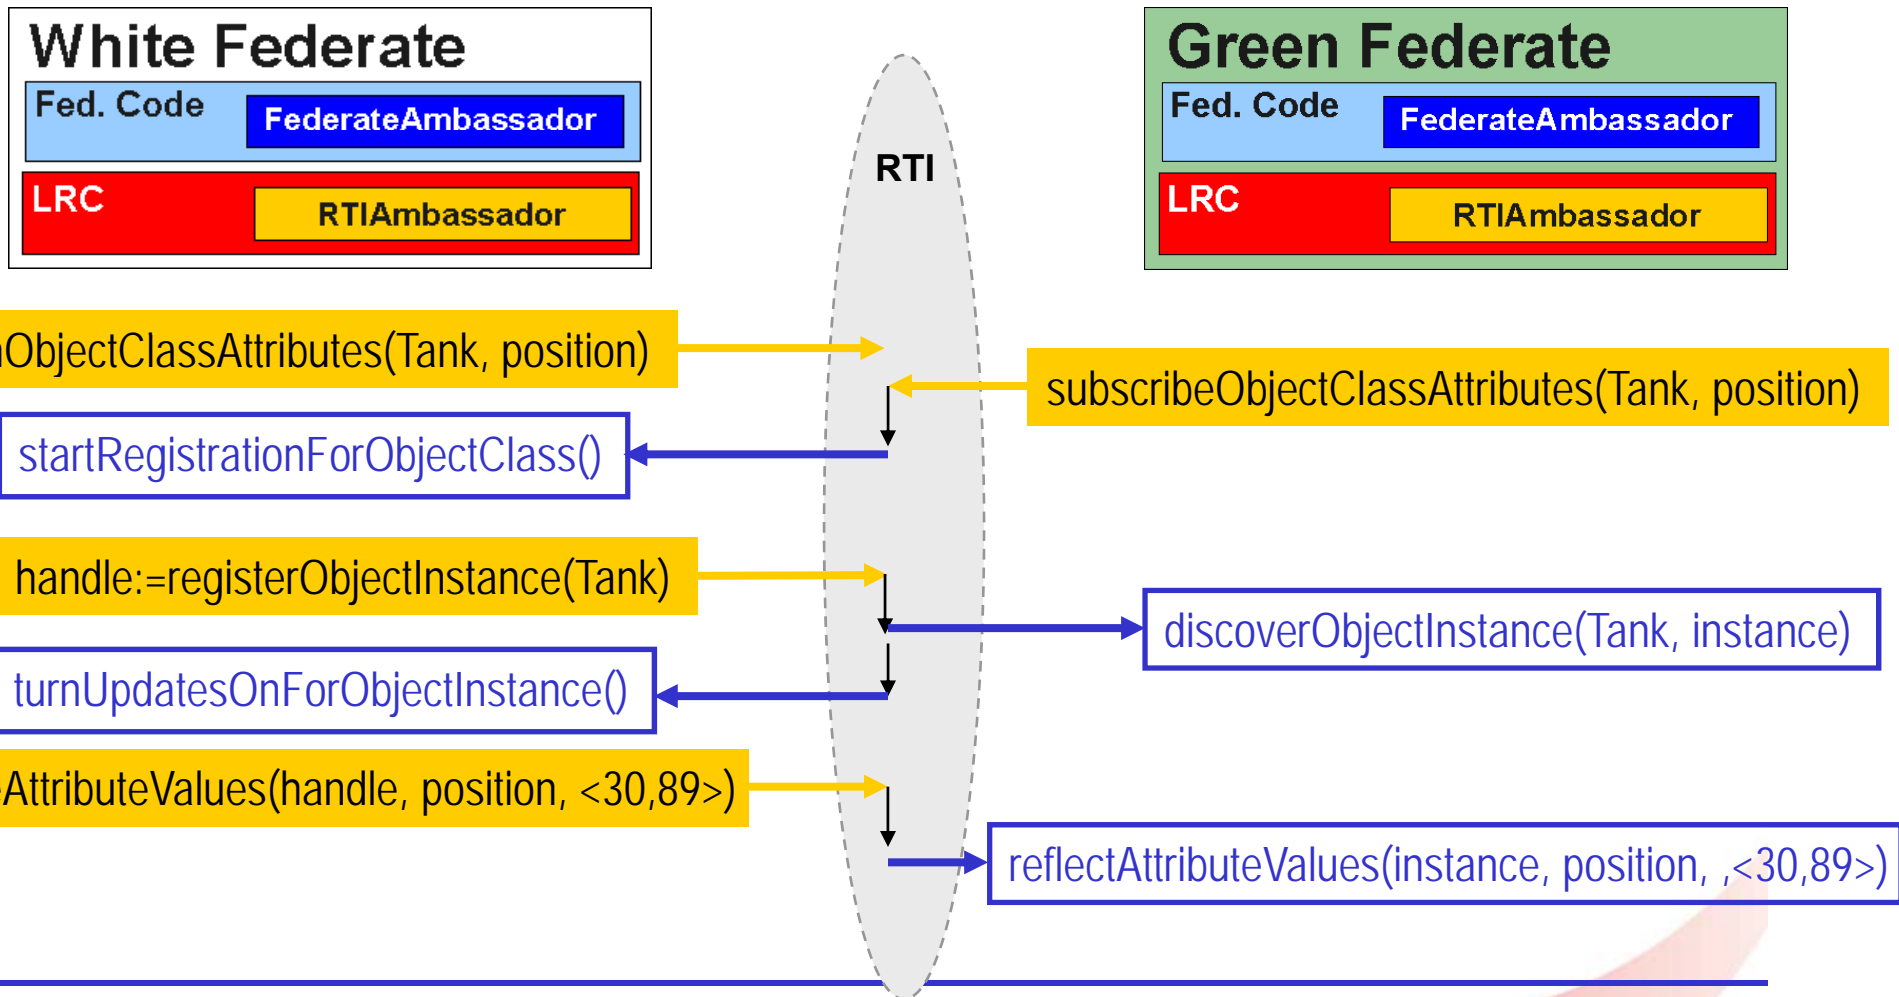 White Federate
Fed. Code
FederateAmbassador
LRC
RTIAmbassador
RTI
Green Federate
Fed. Code
FederateAmbassador
LRC
RTIAmbassador
ObjectClassAttributes(Tank, position)
subscribeObjectClassAttributes(Tank, position)
startRegistrationForObjectClass()
handle:=registerObjectInstance(Tank)
discoverObjectInstance(Tank, instance)
turnUpdatesOnForObjectInstance()
AttributeValues(handle, position, <30,89>)
reflectAttributeValues(instance, position, ,<30,89>)